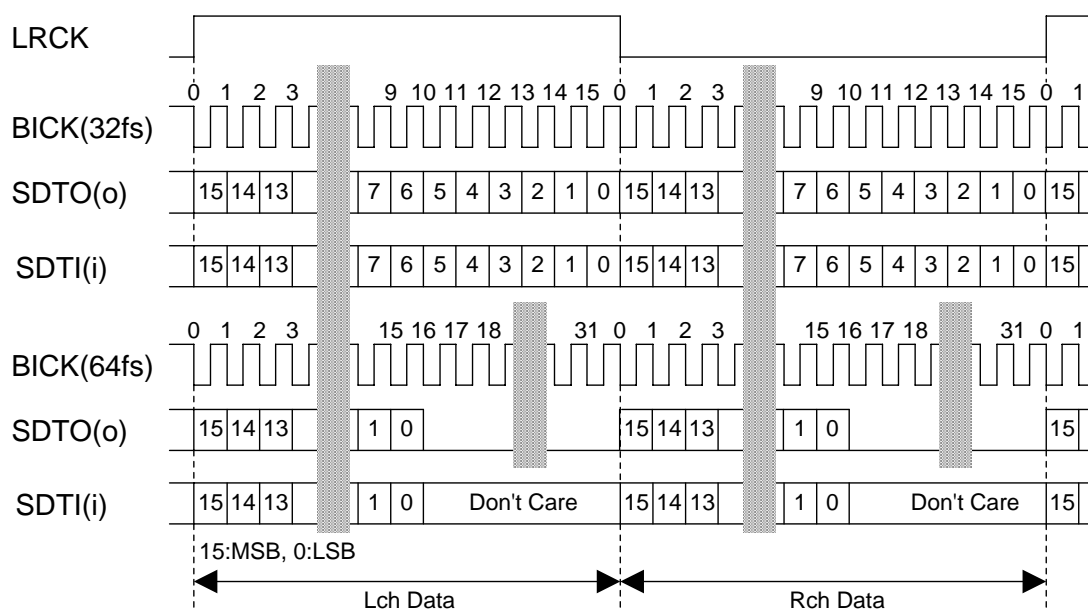 LRCK
0 1 2 3 9 10 11 12 13 14 15 0 1 2 3 9 10 11 12 13 14 15 0 1
BICK(32fs)
SDTO(o) 15 14 13 7 6 5 4 3 2 1 0 15 14 13 7 6 5 4 3 2 1 0 15
SDTI(i) 15 14 13 7 6 5 4 3 2 1 0 15 14 13 7 6 5 4 3 2 1 0 15
0 1 2 3 15 16 17 18 31 0 1 2 3 15 16 17 18 31 0 1
BICK(64fs)
SDTO(o) 15 14 13 1 0 15 14 13 1 0 15
SDTI(i) 15 14 13 1 0 Don't Care 15 14 13 1 0 Don't Care 15
15:MSB, 0:LSB
Lch Data Rch Data